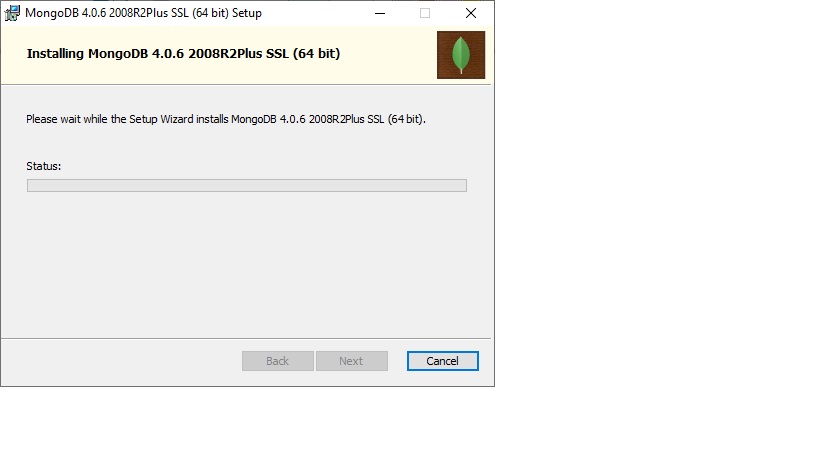 MongoDB 4.0.6 2008R2Plus SSL (64 bit) Setup
Installing MongoDB 4.0.6 2008R2Plus SSL (64 bit)
Please wait while the Setup Wizard installs MongoDB 4.0.6 2008R2Plus SSL (64 bit).
Status:
Back Next Cancel